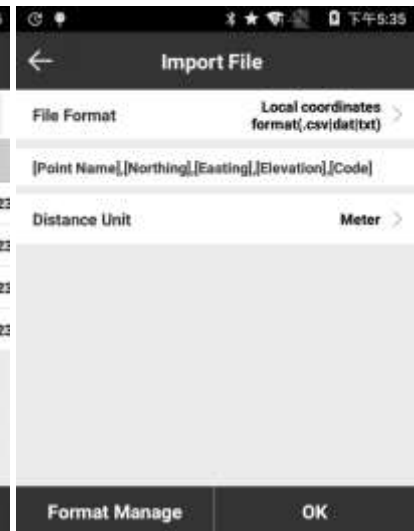 下午5:35
Import File
File Format
Local coordinates
format(.csv|dat|txt)
[Point Name],[Northing],[Easting],[Elevation],[Code]
Distance Unit
Meter
Format Manage
OK